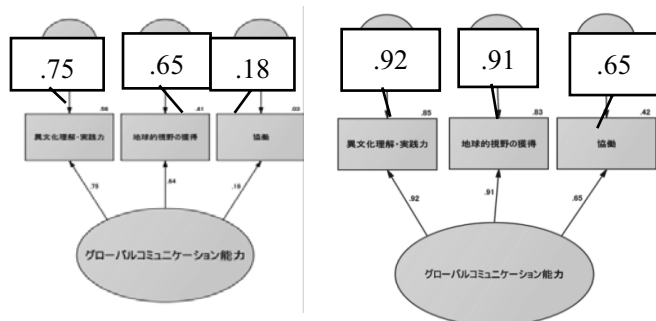 .75
.65
.18
.56
.41
.03
異文化理解・実践力
地球的視野の獲得
協働
.75
.64
.18
グローバルコミュニケーション能力
.92
.91
.65
.85
.83
.42
異文化理解・実践力
地球的視野の獲得
協働
.92
.91
.65
グローバルコミュニケーション能力